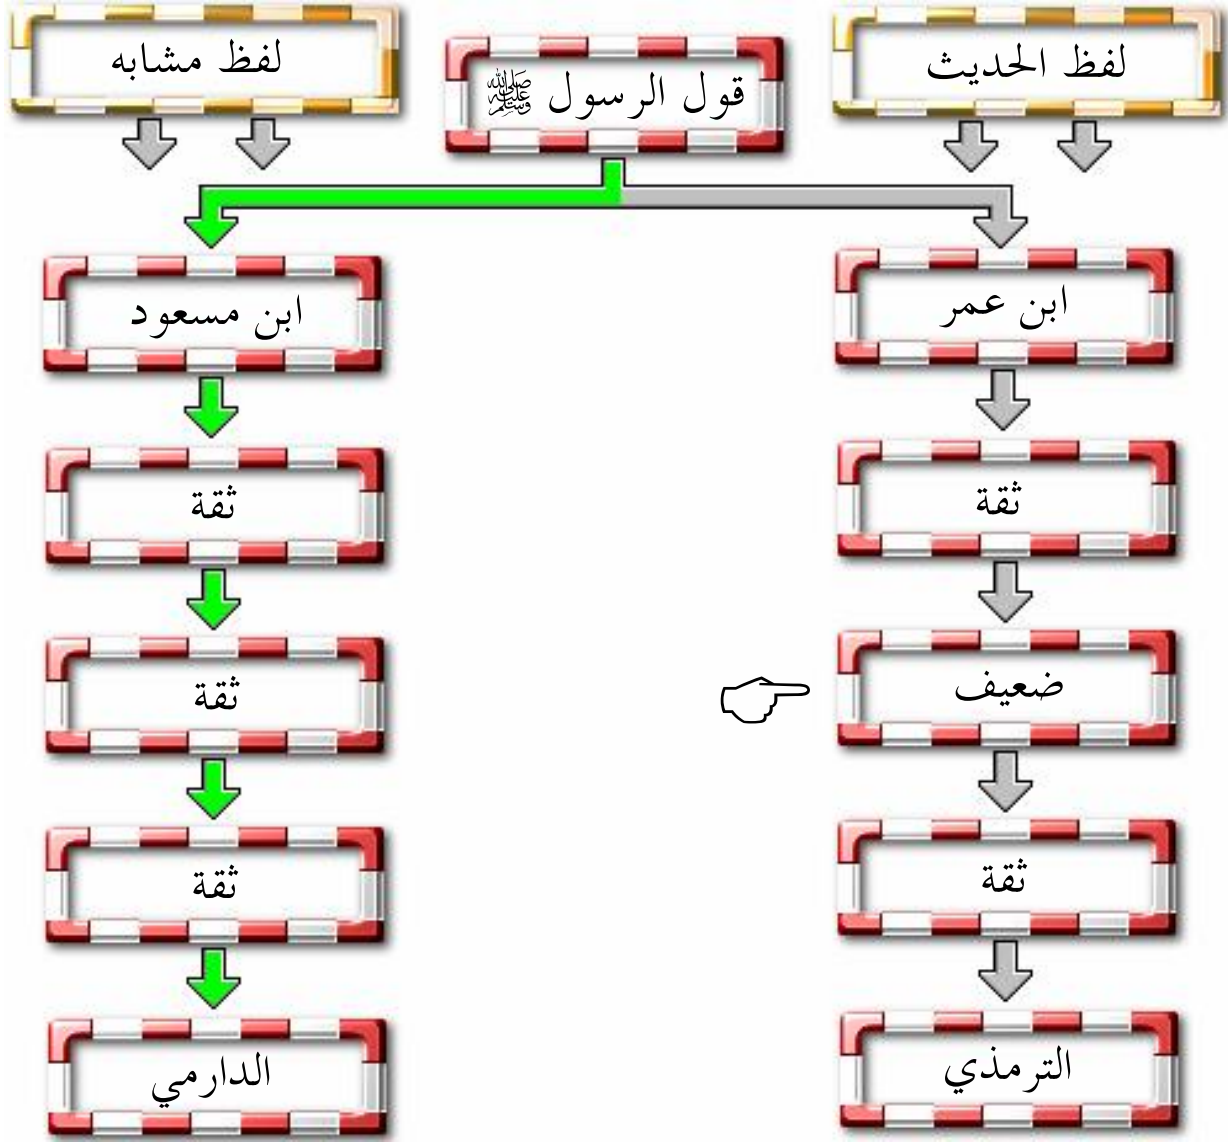 لفظ الحديث
قول الرسول ﷺ
لفظ مشابه
ابن عمر
ابن مسعود
ثقة
ثقة
ضعيف
ثقة
ثقة
ثقة
الترمذي
الدارمي